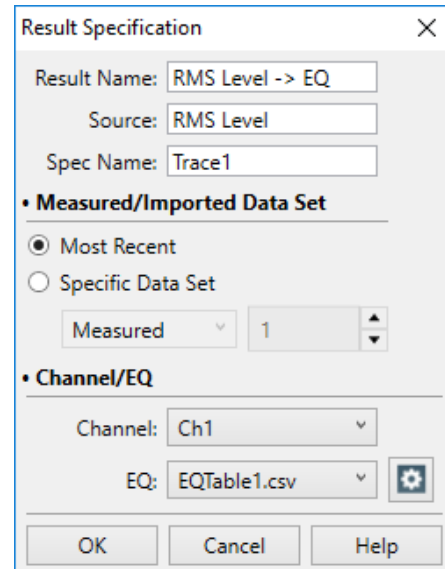 Result Specification
Result Name: RMS Level -> EQ
Source: RMS Level
Spec Name: Trace1
• Measured/Imported Data Set
Most Recent
Specific Data Set
Measured 1
• Channel/EQ
Channel: Ch1
EQ: EQTable1.csv
OK Cancel Help